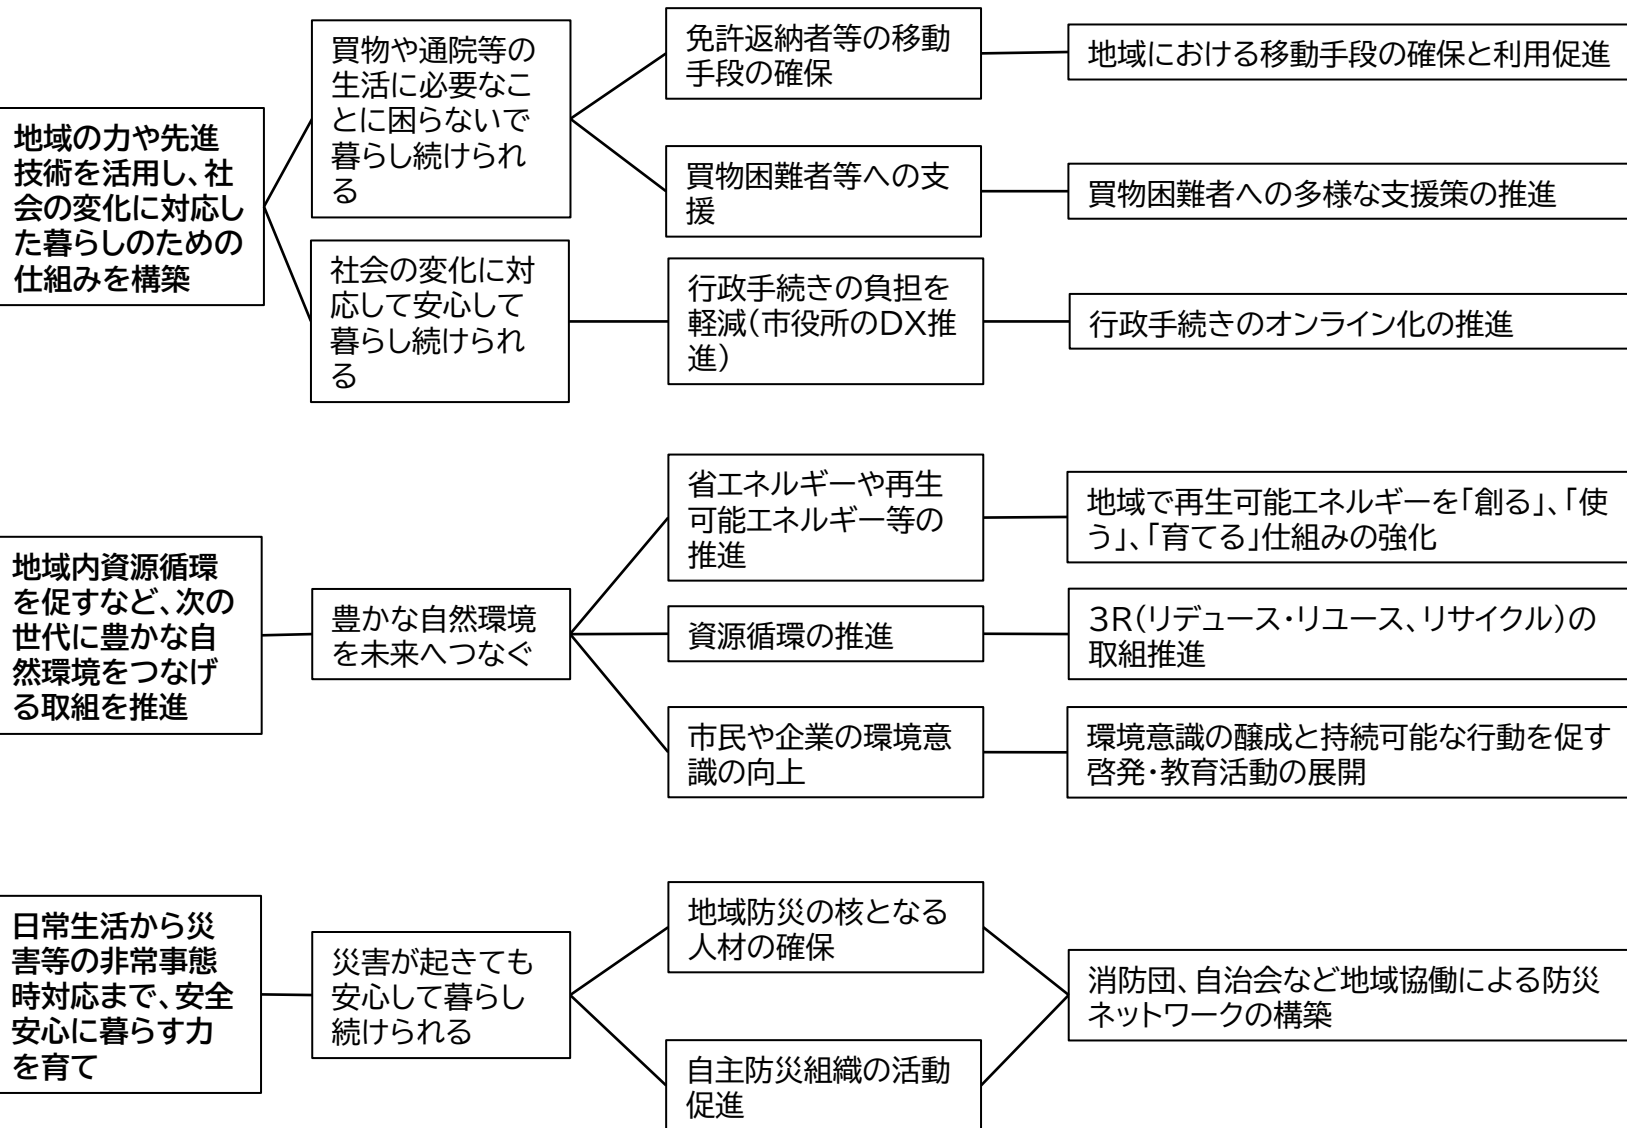 地域の力や先進
技術を活用し、社
会の変化に対応し
た暮らしのための
仕組みを構築
買物や通院等の
生活に必要なこ
とに困らないで
暮らし続けられ
る
免許返納者等の移動
手段の確保
地域における移動手段の確保と利用促進
買物困難者等への支
援
買物困難者への多様な支援策の推進
社会の変化に対
応して安心して
暮らし続けられ
る
行政手続きの負担を
軽減(市役所のDX推
進)
行政手続きのオンライン化の推進
地域内資源循環
を促すなど、次の
世代に豊かな自
然環境をつなげ
る取組を推進
豊かな自然環境
を未来へつなぐ
省エネルギーや再生
可能エネルギー等の
推進
地域で再生可能エネルギーを「創る」、「使
う」、「育てる」仕組みの強化
資源循環の推進
3R(リデュース・リユース、リサイクル)の
取組推進
市民や企業の環境意
識の向上
環境意識の醸成と持続可能な行動を促す
啓発・教育活動の展開
日常生活から災
害等の非常事態
時対応まで、安全
安心に暮らす力
を育て
災害が起きても
安心して暮らし
続けられる
地域防災の核となる
人材の確保
自主防災組織の活動
促進
消防団、自治会など地域協働による防災
ネットワークの構築